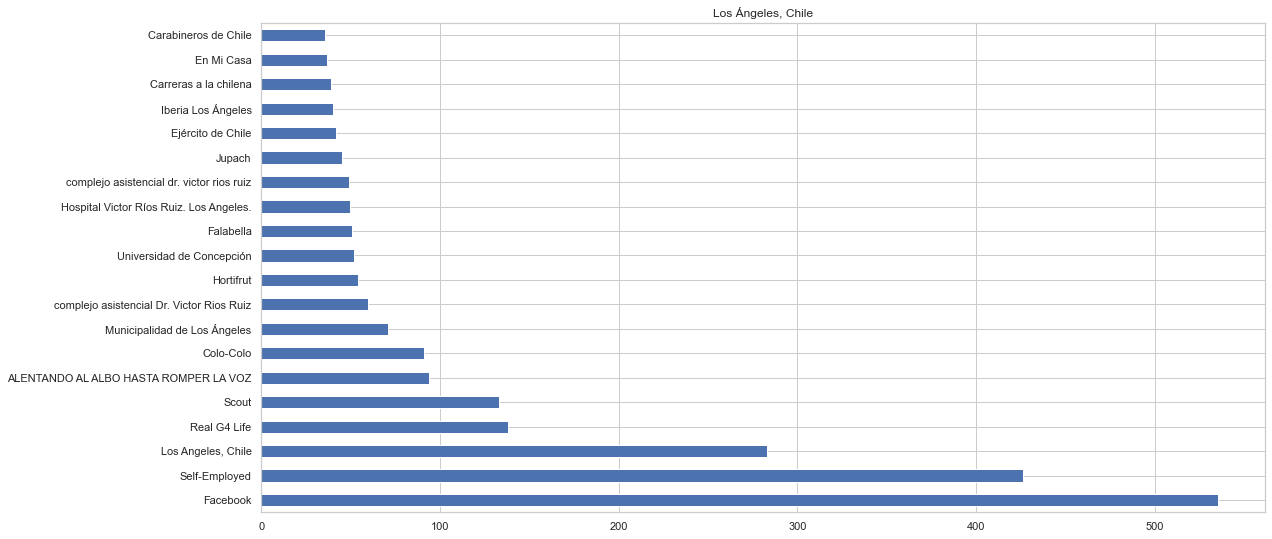 Los Ángeles, Chile
Carabineros de Chile
En Mi Casa
Carreras a la chilena
Iberia Los Ángeles
Ejército de Chile
Jupach
complejo asistencial dr. victor rios ruiz
Hospital Victor Ríos Ruiz. Los Angeles.
Falabella
Universidad de Concepción
Hortifrut
complejo asistencial Dr. Victor Rios Ruiz
Municipalidad de Los Ángeles
Colo-Colo
ALENTANDO AL ALBO HASTA ROMPER LA VOZ
Scout
Real G4 Life
Los Angeles, Chile
Self-Employed
Facebook
0 100 200 300 400 500